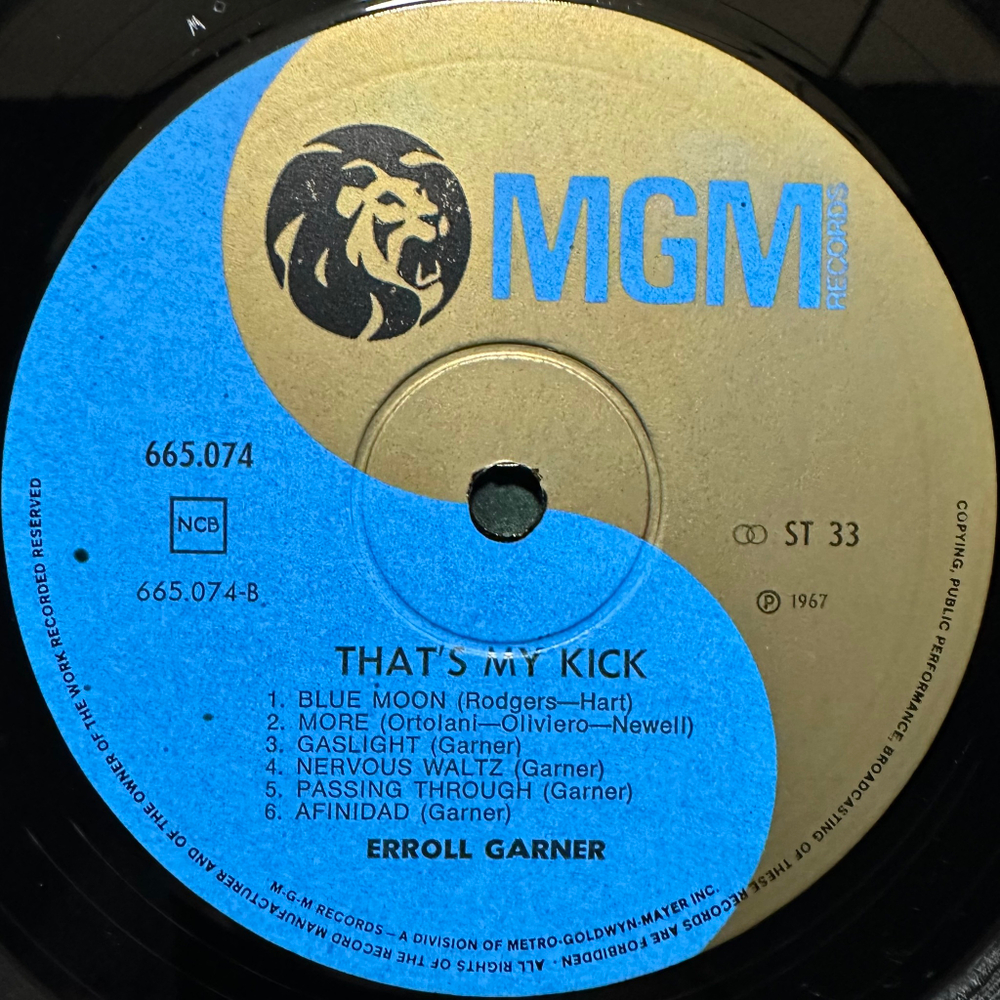 MGM
RECORDS
665.074
NCB
665.074-B
ST 33
℗ 1967
THAT'S MY KICK
1. BLUE MOON (Rodgers—Hart)
2. MORE (Ortolani—Oliviero—Newell)
3. GASLIGHT (Garner)
4. NERVOUS WALTZ (Garner)
5. PASSING THROUGH (Garner)
6. AFINIDAD (Garner)
ERROLL GARNER
M-G-M RECORDS – A DIVISION OF METRO-GOLDWYN-MAYER INC.
ALL RIGHTS OF THE RECORD MANUFACTURER AND OF THE OWNER OF THE WORK RECORDED RESERVED
COPYING, PUBLIC PERFORMANCE, BROADCASTING OF THESE RECORDS ARE FORBIDDEN ·